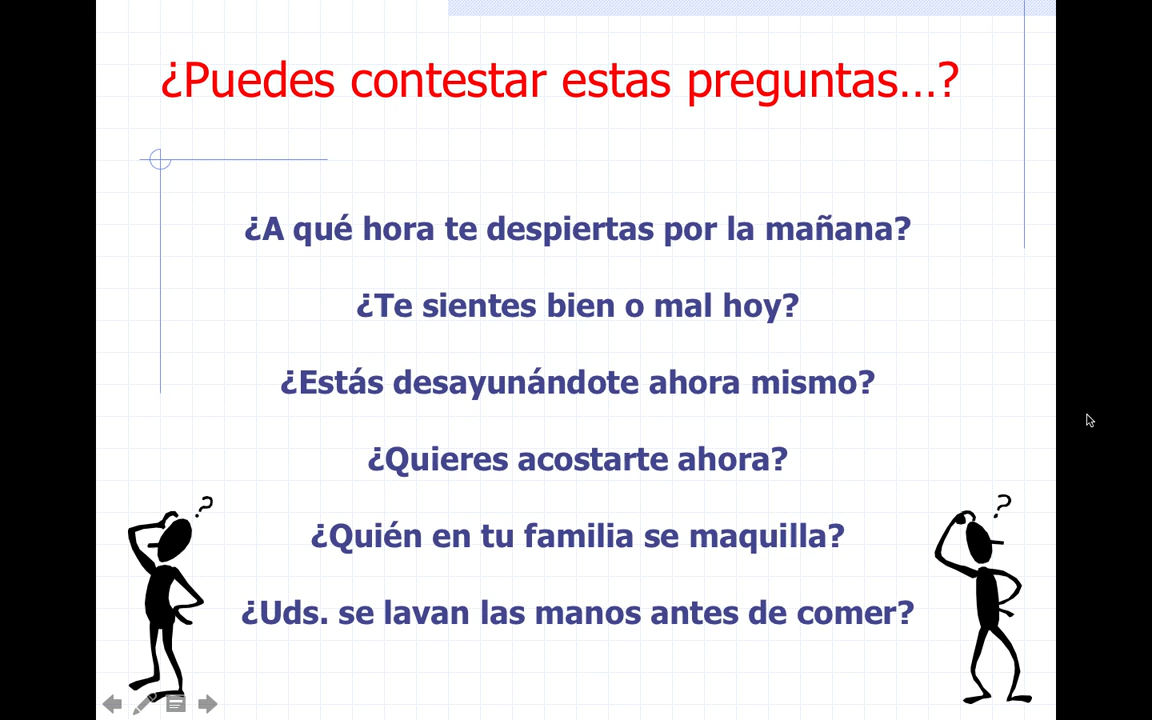 ¿Puedes contestar estas preguntas...?
¿A qué hora te despiertas por la mañana?
¿Te sientes bien o mal hoy?
¿Estás desayunándote ahora mismo?
¿Quieres acostarte ahora?
?
?
¿Quién en tu familia se maquilla?
¿Uds. se lavan las manos antes de comer?